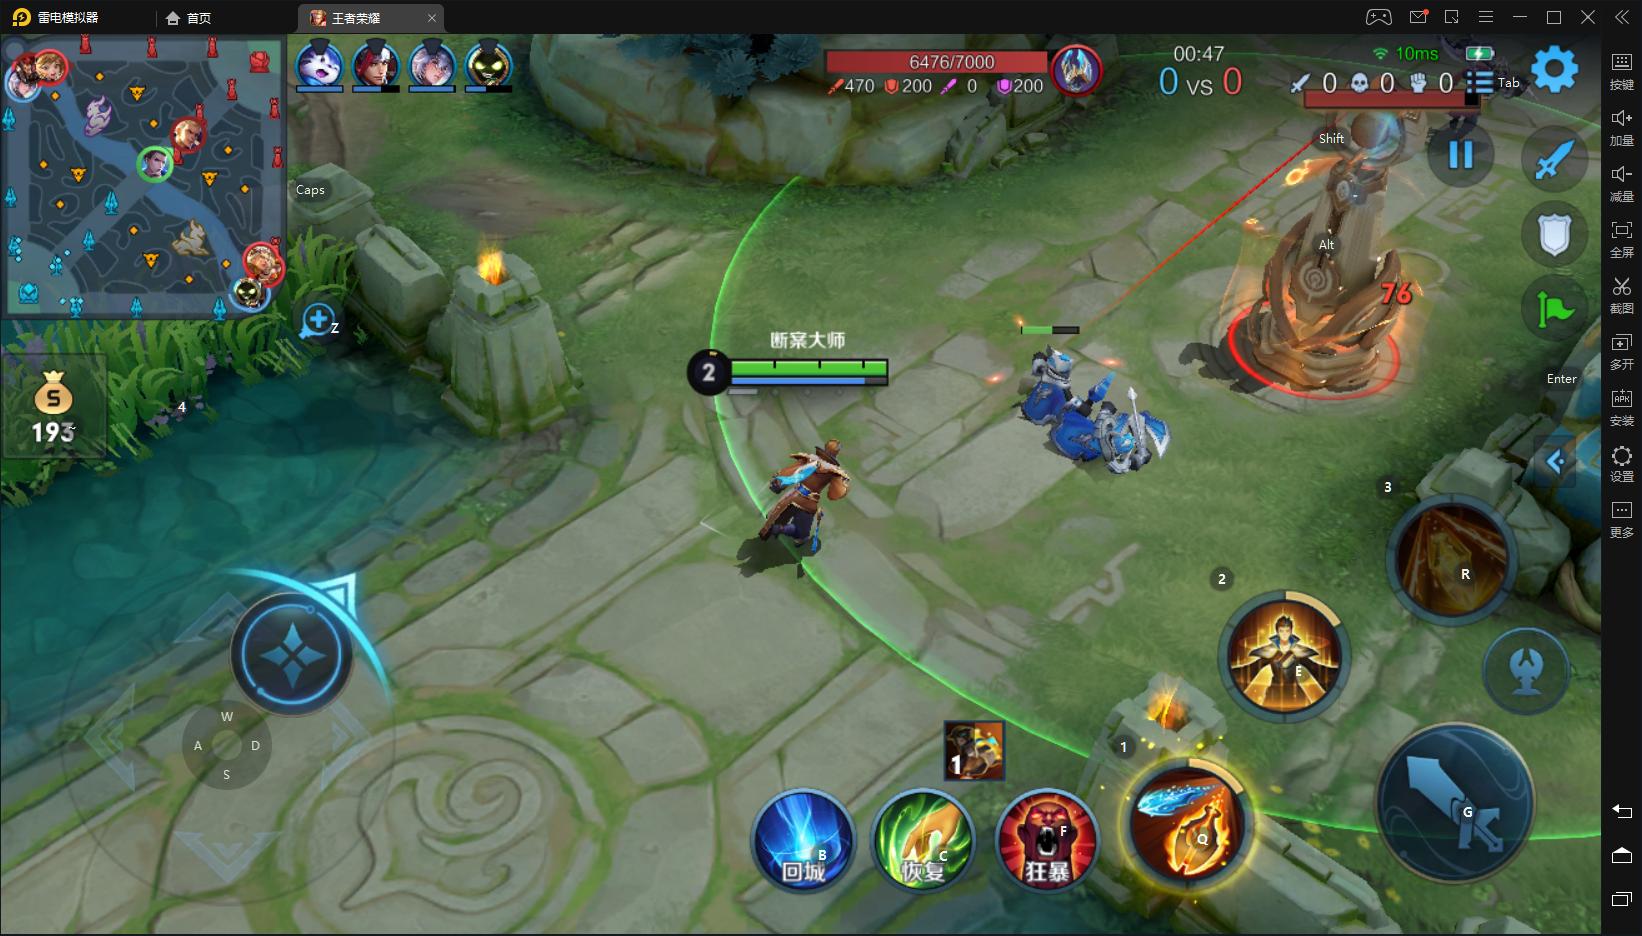 雷电模拟器
首页
王者荣耀
Caps
Z
S
193
4
6476/7000
470 200 0 200
00:47
0 VS 0
10ms
0 0 0
Tab
Shift
Alt
76
Enter
断案大师
2
3
R
2
E
1
Q
G
W
A D
S
1
B
回城
C
恢复
F
狂暴
按键
加量
减量
全屏
截图
多开
APK
安装
设置
更多